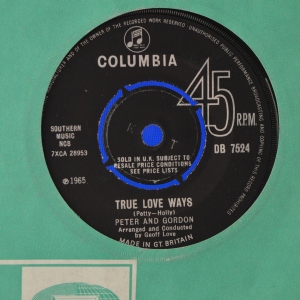 COLUMBIA
45
R.P.M.
SOUTHERN
MUSIC
NCB
7XCA 28953
DB 7524
SOLD IN U.K. SUBJECT TO
RESALE PRICE CONDITIONS
SEE PRICE LISTS
℗1965
TRUE LOVE WAYS
(Petty—Holly)
PETER AND GORDON
Arranged and Conducted
by Geoff Love
MADE IN GT. BRITAIN